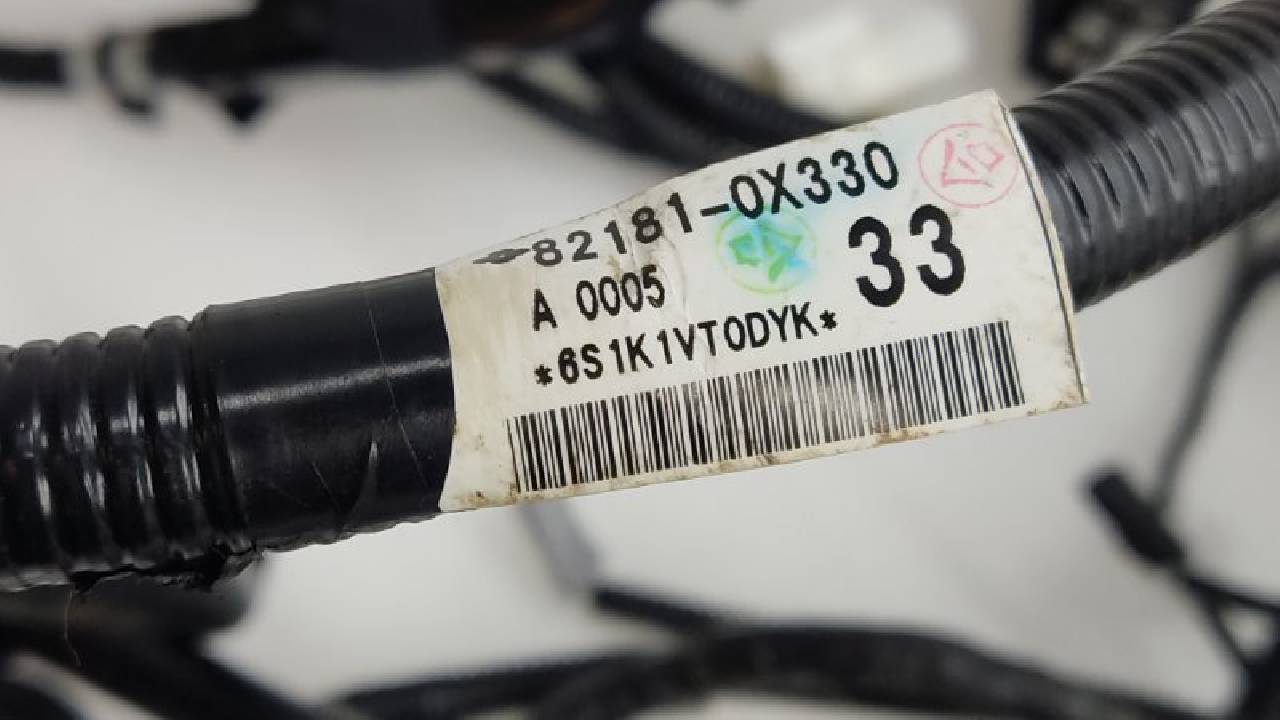 82181-0X330
A 0005
33
*6S1K1VT0DYK*